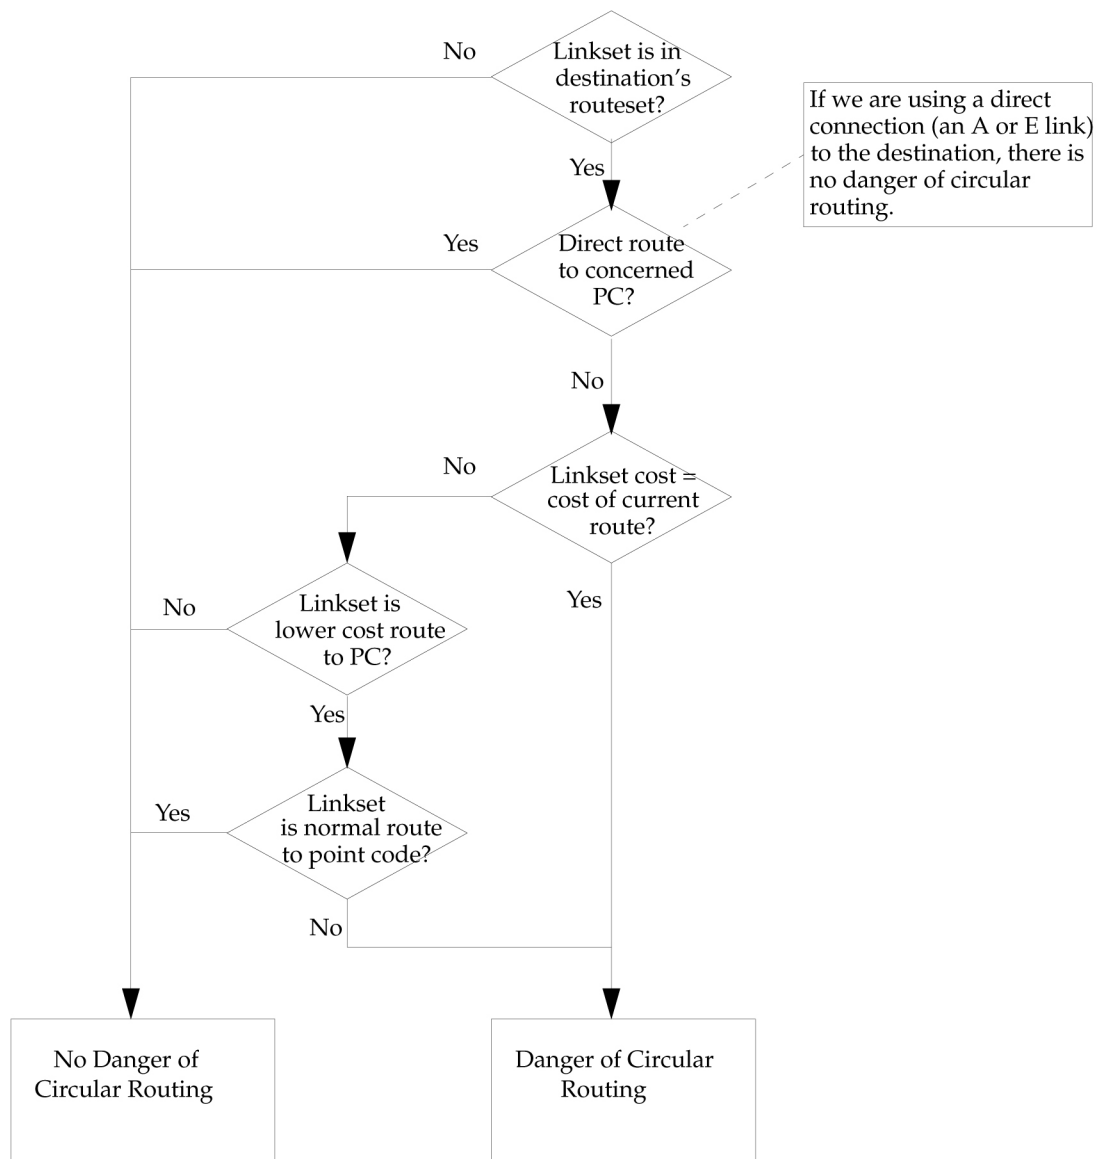 No
Linkset is in
destination's
routeset?
If we are using a direct
connection (an A or E link)
to the destination, there is
no danger of circular
routing.
Yes
Yes
Direct route
to concerned
PC?
No
No
Linkset cost =
cost of current
route?
No
Linkset is
lower cost route
to PC?
Yes
Yes
Yes
Linkset
is normal route
to point code?
No
No Danger of
Circular Routing
Danger of Circular
Routing